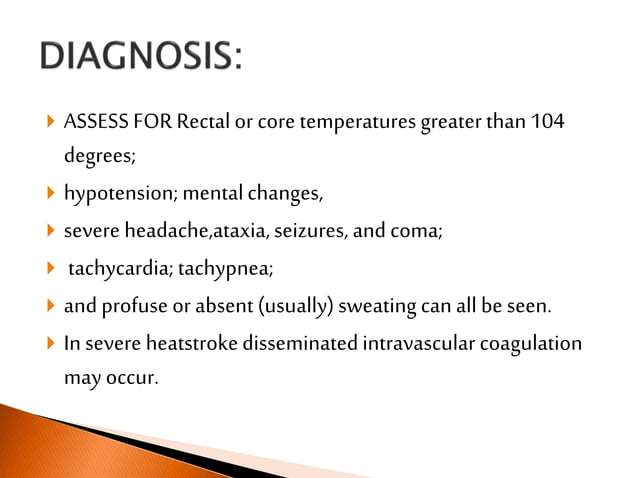 DIAGNOSIS:
ASSESS FOR Rectal or core temperatures greater than 104
degrees;
hypotension; mental changes,
severe headache,ataxia, seizures, and coma;
tachycardia; tachypnea;
and profuse or absent (usually) sweating can all be seen.
In severe heatstroke disseminated intravascular coagulation
may occur.